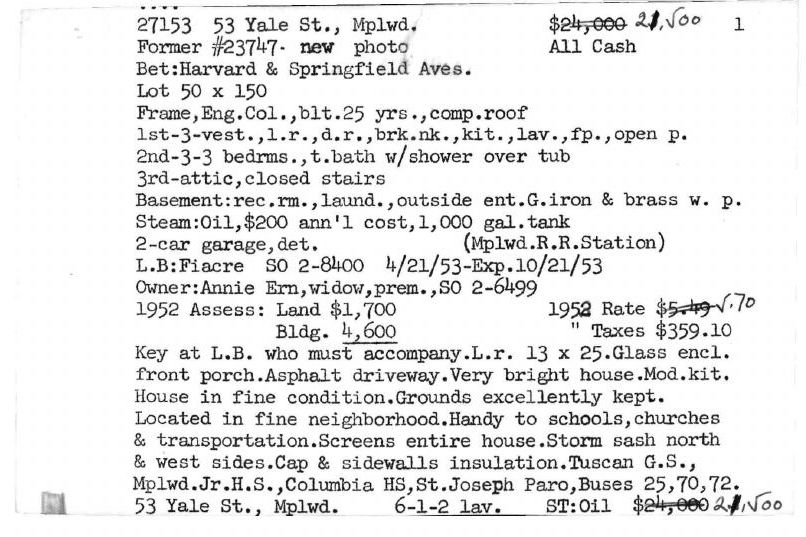 27153 53 Yale St., Mplwd. $24,000 21,500 1
Former #23747- new photo All Cash
Bet:Harvard & Springfield Aves.
Lot 50 x 150
Frame,Eng.Col.,blt.25 yrs.,comp.roof
1st-3-vest.,l.r.,d.r.,brk.nk.,kit.,lav.,fp.,open p.
2nd-3-3 bedrms.,t.bath w/shower over tub
3rd-attic,closed stairs
Basement:rec.rm.,laund.,outside ent.G.iron & brass w. p.
Steam:Oil,$200 ann'l cost,1,000 gal.tank
2-car garage,det. (Mplwd.R.R.Station)
L.B:Fiacre SO 2-8400 4/21/53-Exp.10/21/53
Owner:Annie Ern,widow,prem.,SO 2-6499
1952 Assess: Land $1,700 1952 Rate $5.49 5.70
Bldg. 4,600 " Taxes $359.10
Key at L.B. who must accompany.L.r. 13 x 25.Glass encl.
front porch.Asphalt driveway.Very bright house.Mod.kit.
House in fine condition.Grounds excellently kept.
Located in fine neighborhood.Handy to schools,churches
& transportation.Screens entire house.Storm sash north
& west sides.Cap & sidewalls insulation.Tuscan G.S.,
Mplwd.Jr.H.S.,Columbia HS,St.Joseph Paro,Buses 25,70,72.
53 Yale St., Mplwd. 6-1-2 lav. ST:Oil $24,000 21,500